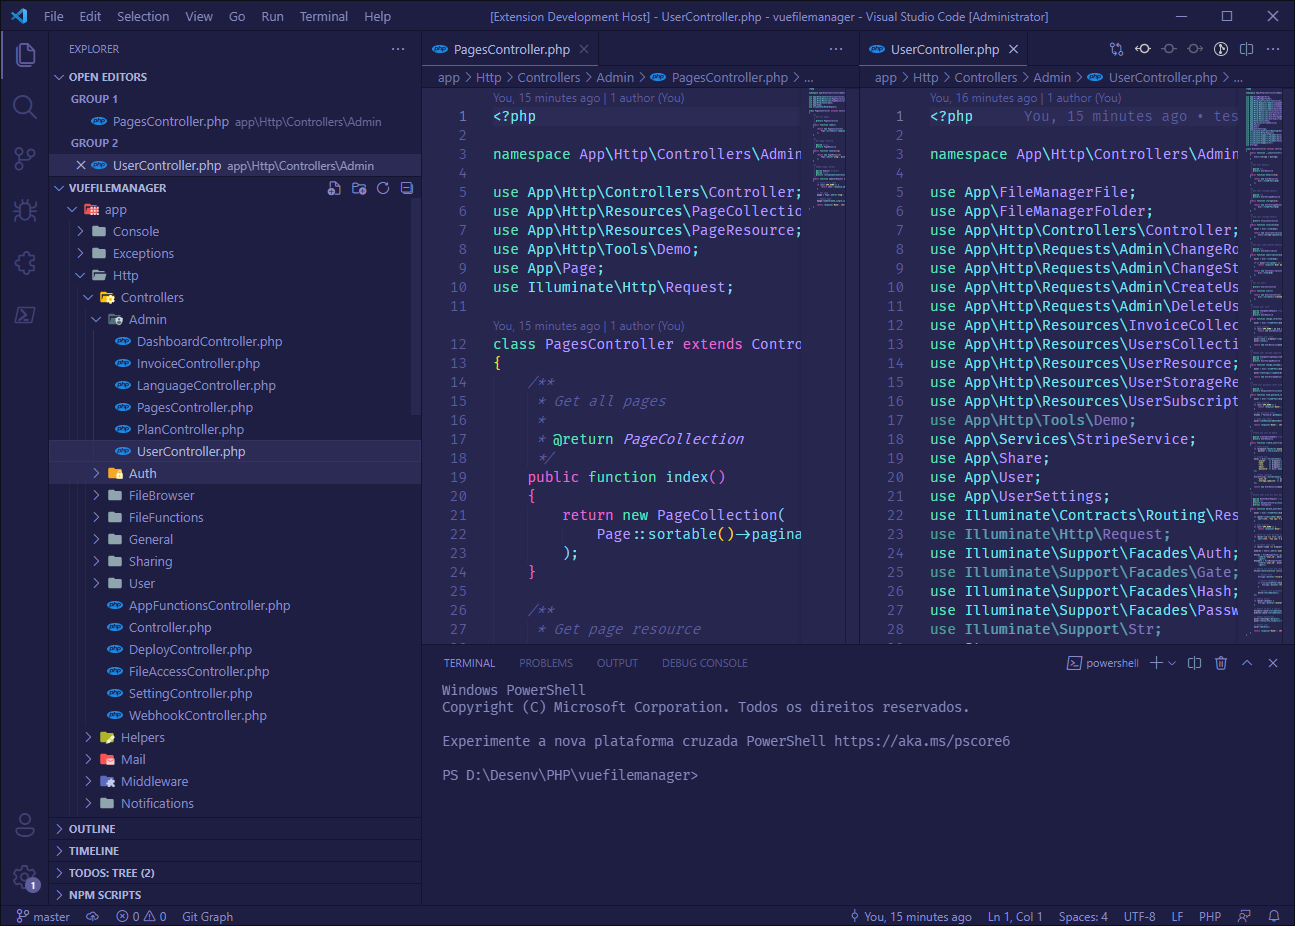 File Edit Selection View Go Run Terminal Help
[Extension Development Host] - UserController.php - vuefilemanager - Visual Studio Code [Administrator]
EXPLORER
OPEN EDITORS
GROUP 1
PagesController.php app\Http\Controllers\Admin
GROUP 2
UserController.php app\Http\Controllers\Admin
VUEFILEMANAGER
app
Console
Exceptions
Http
Controllers
Admin
DashboardController.php
InvoiceController.php
LanguageController.php
PagesController.php
PlanController.php
UserController.php
Auth
FileBrowser
FileFunctions
General
Sharing
User
AppFunctionsController.php
Controller.php
DeployController.php
FileAccessController.php
SettingController.php
WebhookController.php
Helpers
Mail
Middleware
Notifications
OUTLINE
TIMELINE
TODOS: TREE (2)
NPM SCRIPTS
1
PagesController.php
app > Http > Controllers > Admin > PagesController.php > ...
You, 15 minutes ago | 1 author (You)
1 <?php
2
3 namespace App\Http\Controllers\Admin
4
5 use App\Http\Controllers\Controller;
6 use App\Http\Resources\PageCollectio
7 use App\Http\Resources\PageResource;
8 use App\Http\Tools\Demo;
9 use App\Page;
10 use Illuminate\Http\Request;
11
You, 15 minutes ago | 1 author (You)
12 class PagesController extends Contro
13 {
14 /**
15 * Get all pages
16 *
17 * @return PageCollection
18 */
19 public function index()
20 {
21 return new PageCollection(
22 Page::sortable()->pagina
23 );
24 }
25
26 /**
27 * Get page resource
UserController.php
app > Http > Controllers > Admin > UserController.php > ...
You, 16 minutes ago | 1 author (You)
1 <?php You, 15 minutes ago • tes
2
3 namespace App\Http\Controllers\Admin
4
5 use App\FileManagerFile;
6 use App\FileManagerFolder;
7 use App\Http\Controllers\Controller;
8 use App\Http\Requests\Admin\ChangeRo
9 use App\Http\Requests\Admin\ChangeSt
10 use App\Http\Requests\Admin\CreateUs
11 use App\Http\Requests\Admin\DeleteUs
12 use App\Http\Resources\InvoiceCollec
13 use App\Http\Resources\UsersCollecti
14 use App\Http\Resources\UserResource;
15 use App\Http\Resources\UserStorageRe
16 use App\Http\Resources\UserSubscript
17 use App\Http\Tools\Demo;
18 use App\Services\StripeService;
19 use App\Share;
20 use App\User;
21 use App\UserSettings;
22 use Illuminate\Contracts\Routing\Res
23 use Illuminate\Http\Request;
24 use Illuminate\Support\Facades\Auth;
25 use Illuminate\Support\Facades\Gate;
26 use Illuminate\Support\Facades\Hash;
27 use Illuminate\Support\Facades\Passw
28 use Illuminate\Support\Str;
TERMINAL PROBLEMS OUTPUT DEBUG CONSOLE
powershell
Windows PowerShell
Copyright (C) Microsoft Corporation. Todos os direitos reservados.
Experimente a nova plataforma cruzada PowerShell https://aka.ms/pscore6
PS D:\Desenv\PHP\vuefilemanager>
master 0 0 Git Graph
You, 15 minutes ago Ln 1, Col 1 Spaces: 4 UTF-8 LF PHP